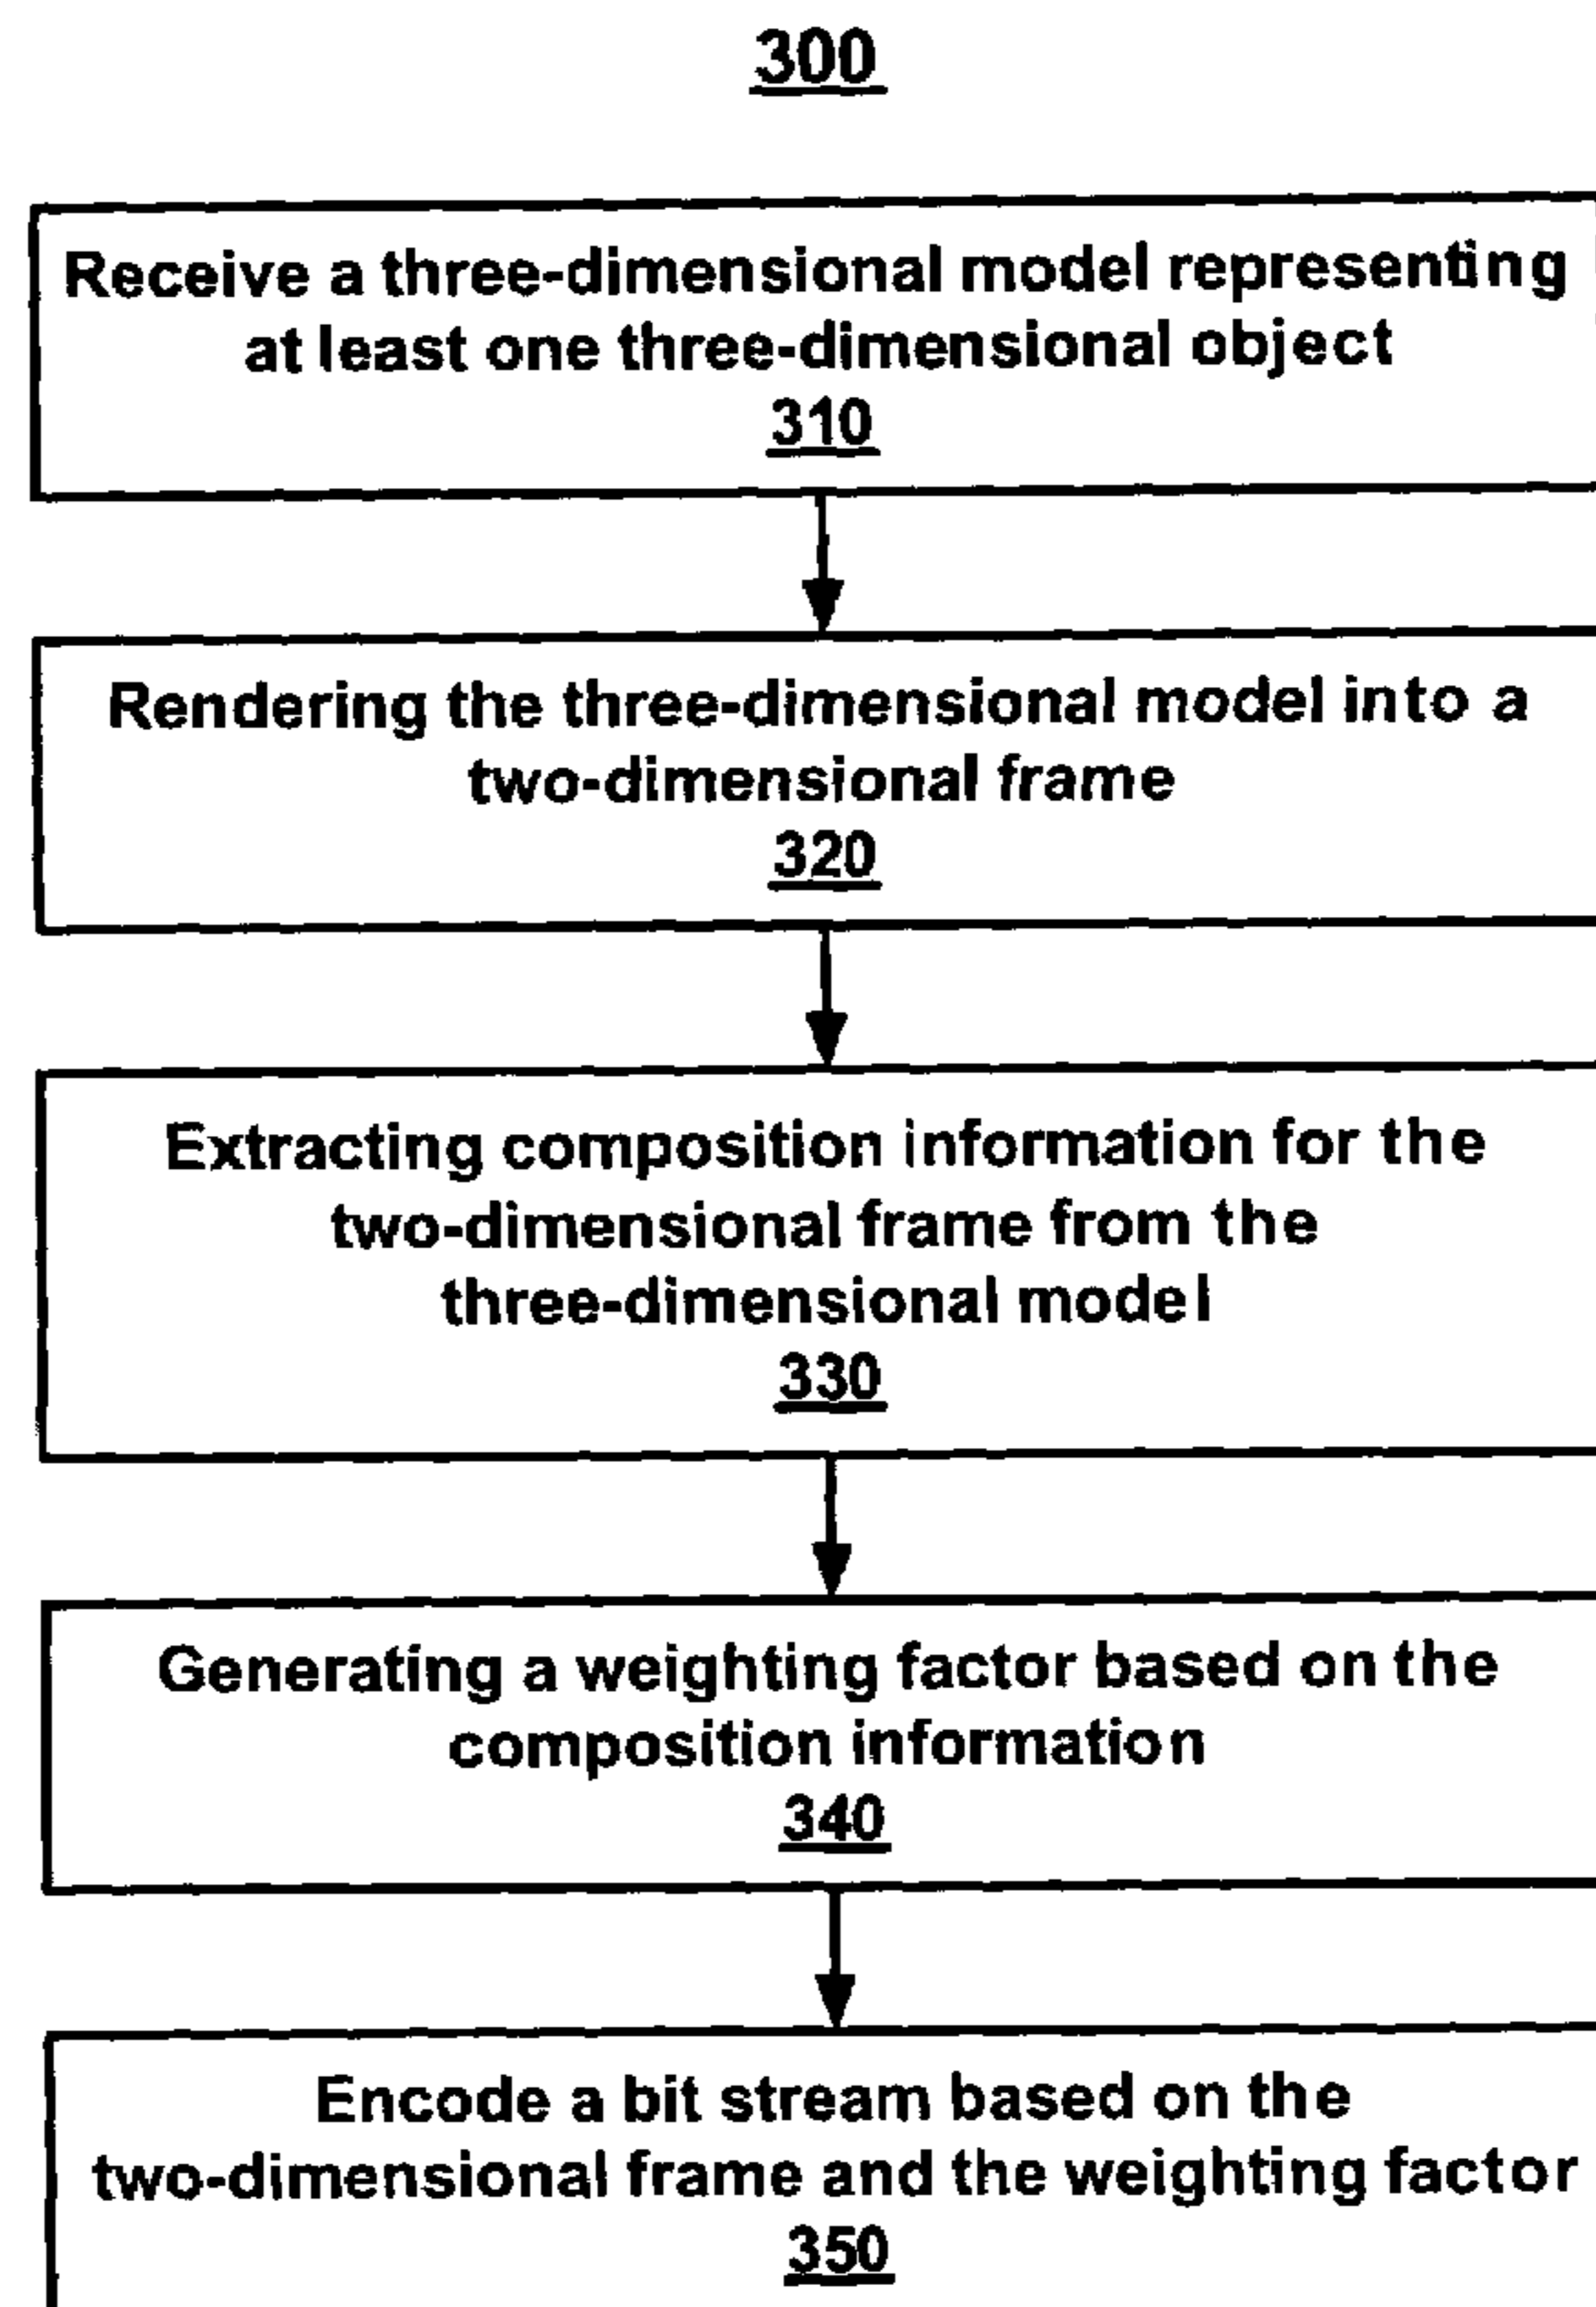 300
Receive a three-dimensional model representing
at least one three-dimensional object
310
Rendering the three-dimensional model into a
two-dimensional frame
320
Extracting composition information for the
two-dimensional frame from the
three-dimensional model
330
Generating a weighting factor based on the
composition information
340
Encode a bit stream based on the
two-dimensional frame and the weighting factor
350